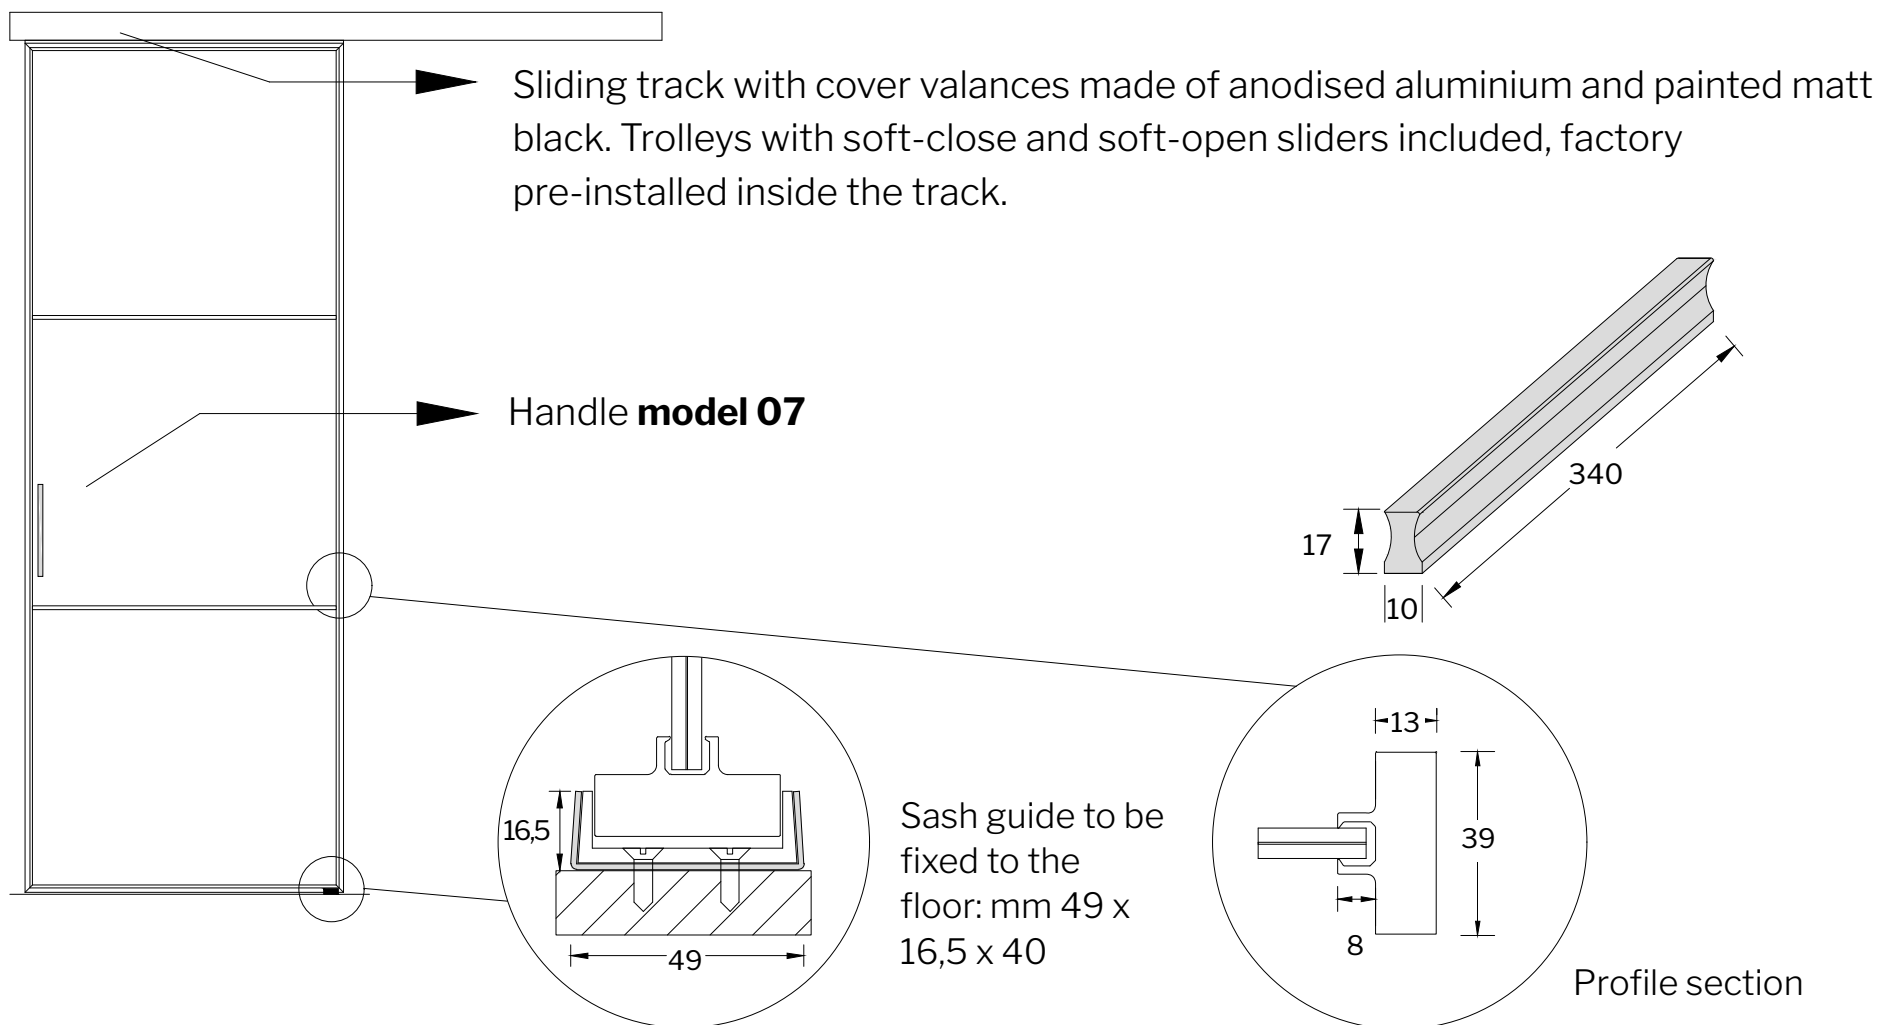 Sliding track with cover valances made of anodised aluminium and painted matt
black. Trolleys with soft-close and soft-open sliders included, factory
pre-installed inside the track.
Handle model 07
340
17
10
13
39
8
Profile section
16,5
49
Sash guide to be
fixed to the
floor: mm 49 x
16,5 x 40